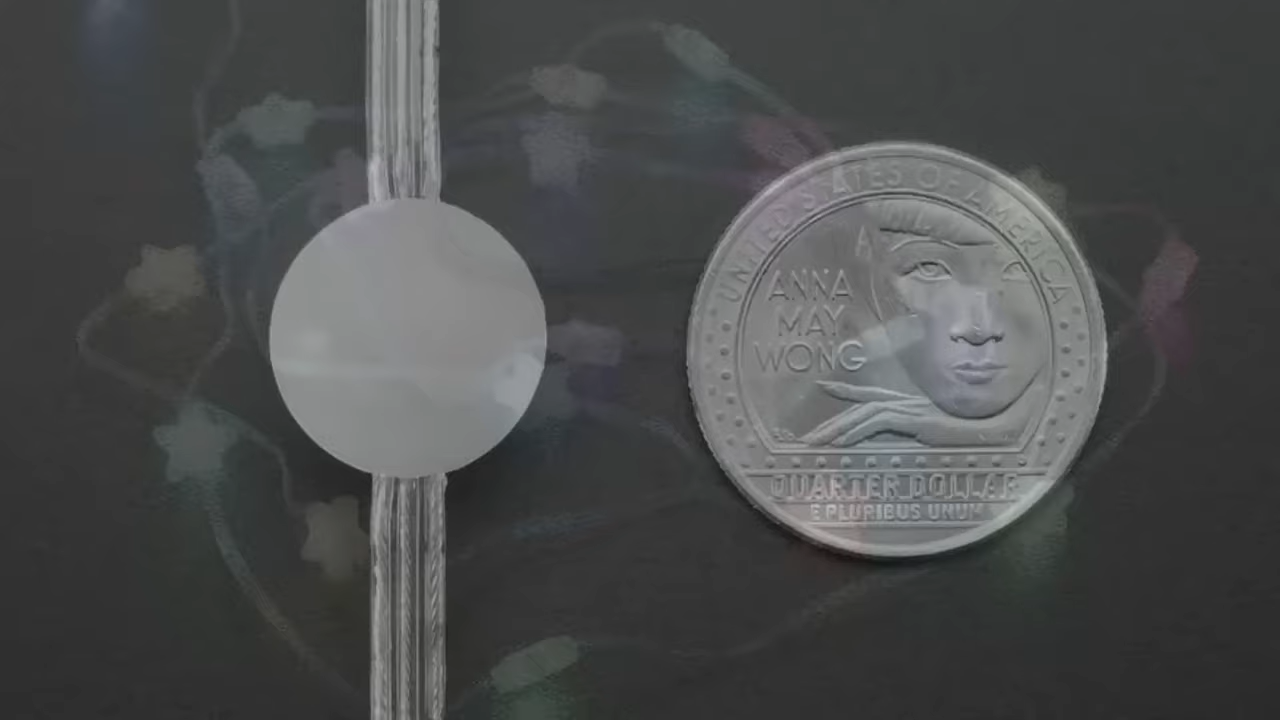 UNITED STATES OF AMERICA
ANNA
MAY
WONG
QUARTER DOLLAR
E PLURIBUS UNUM